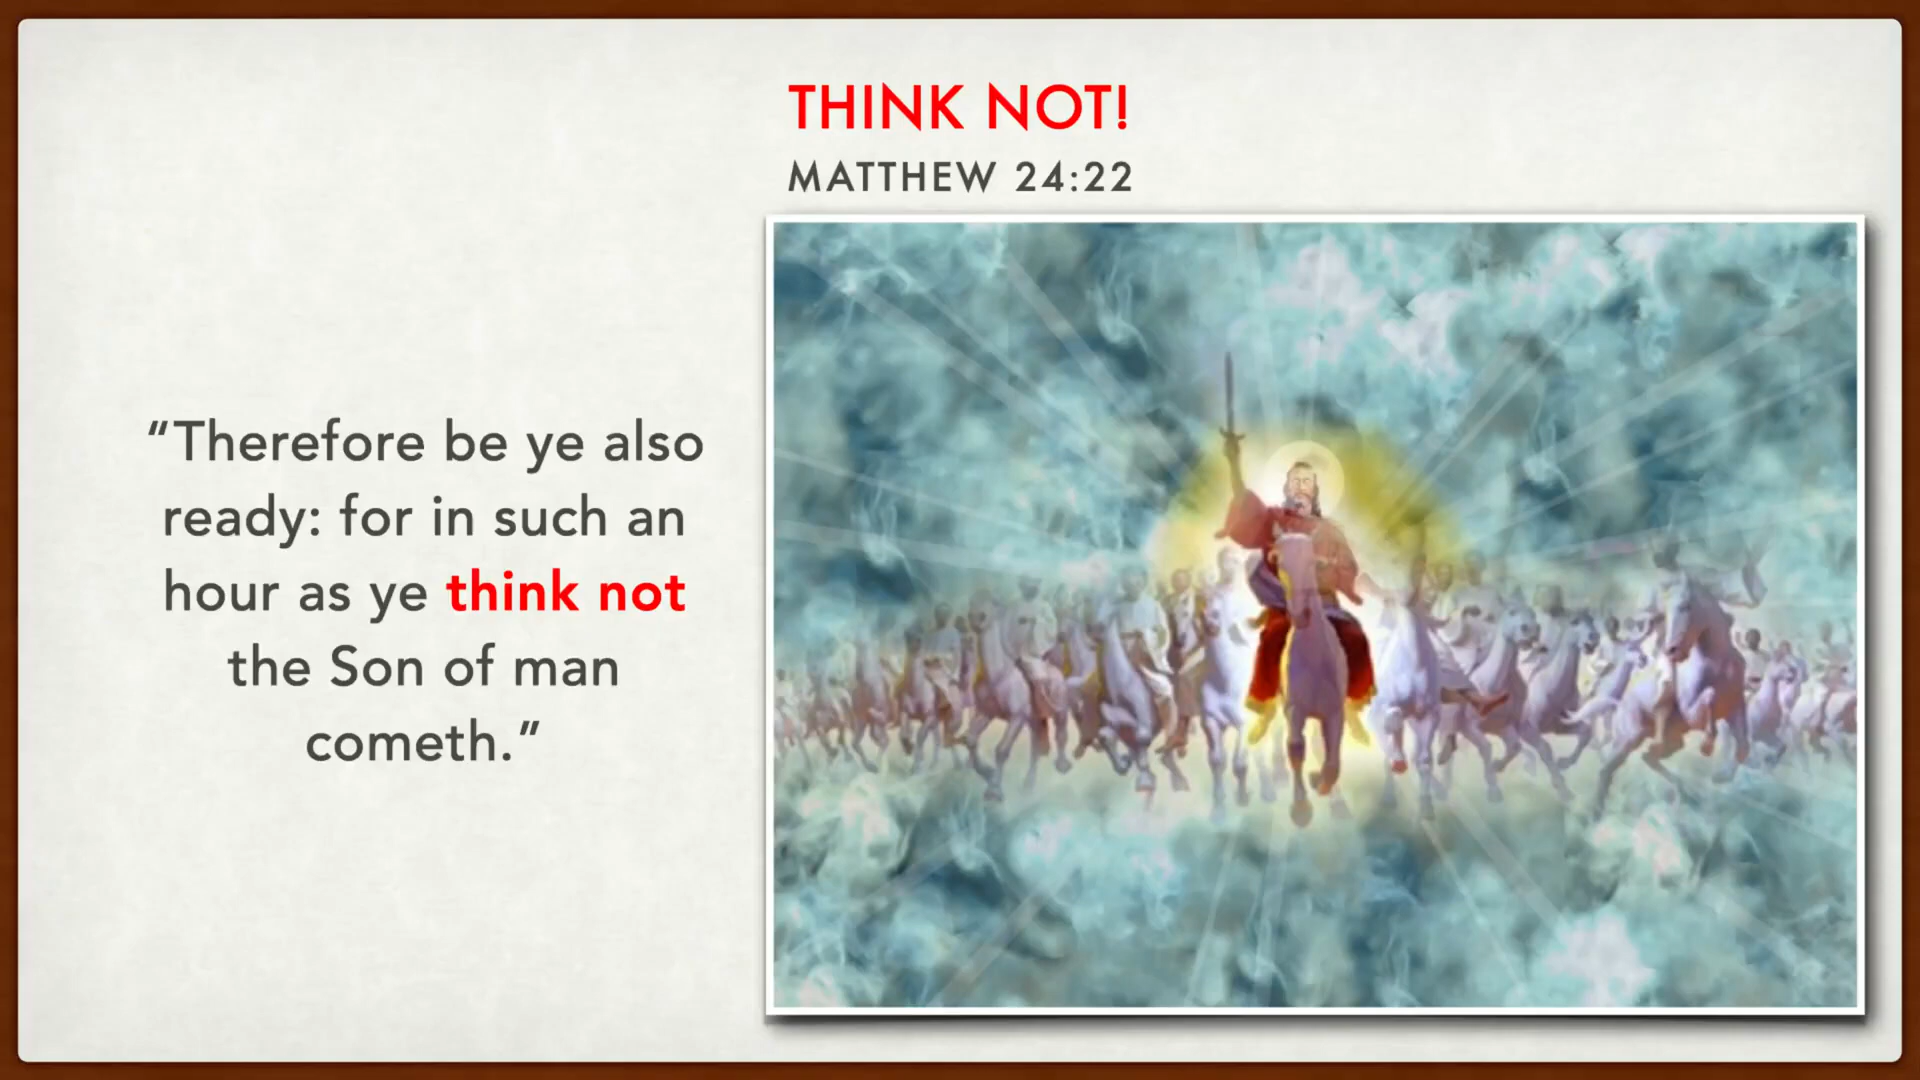 THINK NOT!
MATTHEW 24:22
“Therefore be ye also
ready: for in such an
hour as ye think not
the Son of man
cometh.”